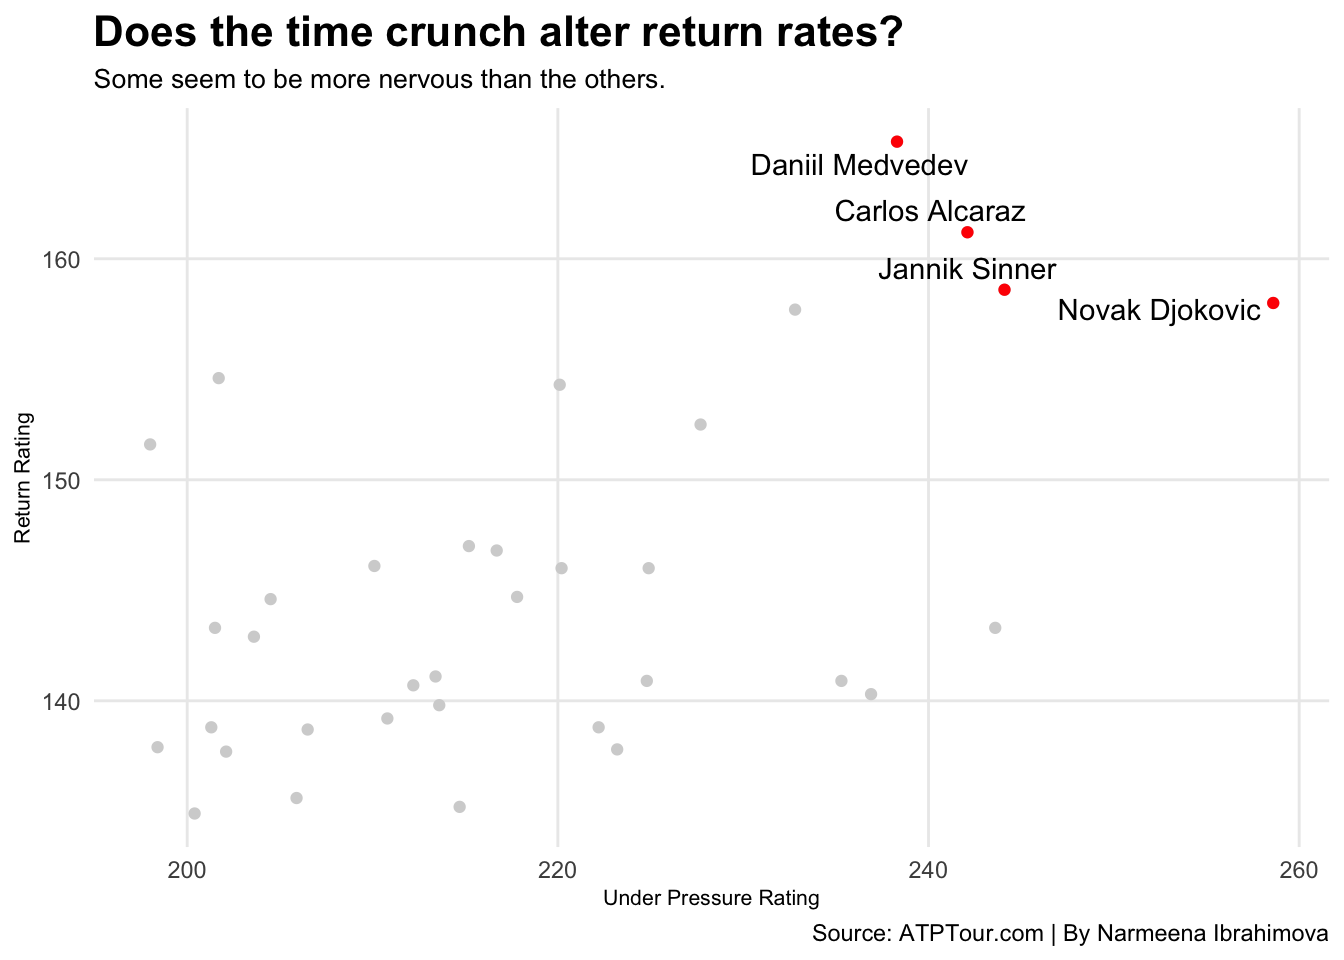 Does the time crunch alter return rates?
Some seem to be more nervous than the others.
Daniil Medvedev
Carlos Alcaraz
160
Jannik Sinner
Novak Djokovic
Return Rating
150
140
200 220 240 260
Under Pressure Rating
Source: ATPTour.com | By Narmeena Ibrahimova